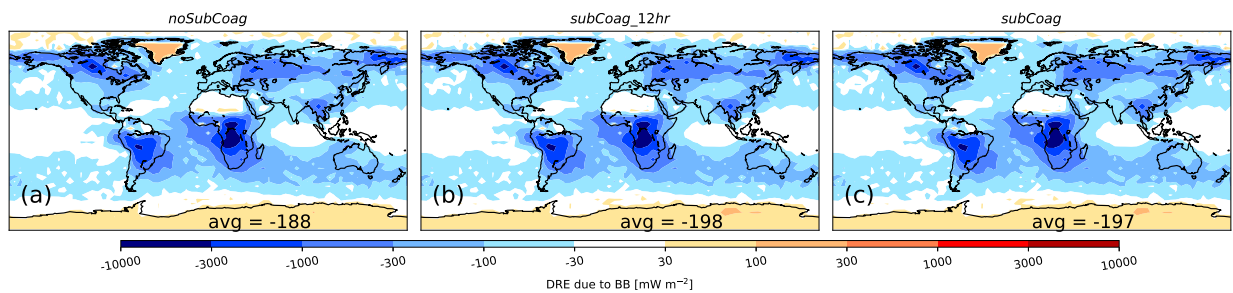 noSubCoag subCoag_12hr subCoag
(a) (b) (c)
avg = -188 avg = -198 avg = -197
-10000 -3000 -1000 -300 -100 -30 30 100 300 1000 3000 10000
DRE due to BB [mW m⁻²]